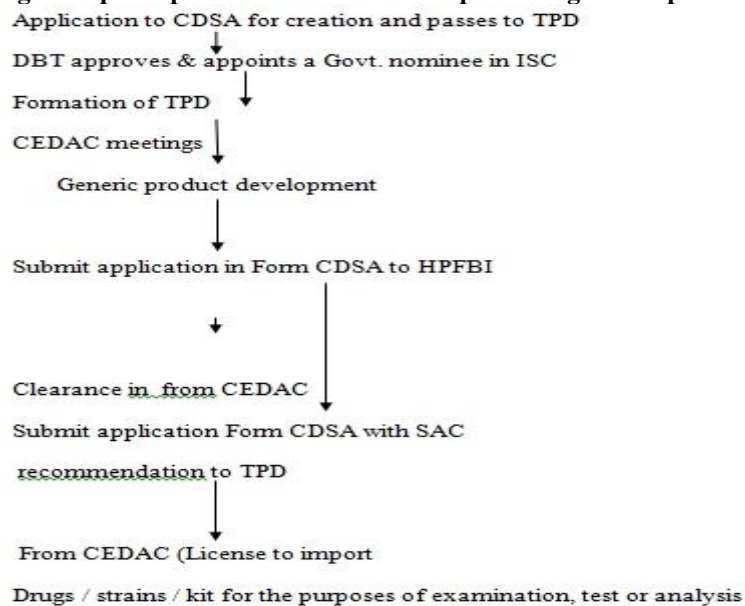 Application to CDSA for creation and passes to TPD
DBT approves & appoints a Govt. nominee in ISC
Formation of TPD
CEDAC meetings
Generic product development
Submit application in Form CDSA to HPFBI
Clearance in from CEDAC
Submit application Form CDSA with SAC
recommendation to TPD
From CEDAC (License to import
Drugs / strains / kit for the purposes of examination, test or analysis